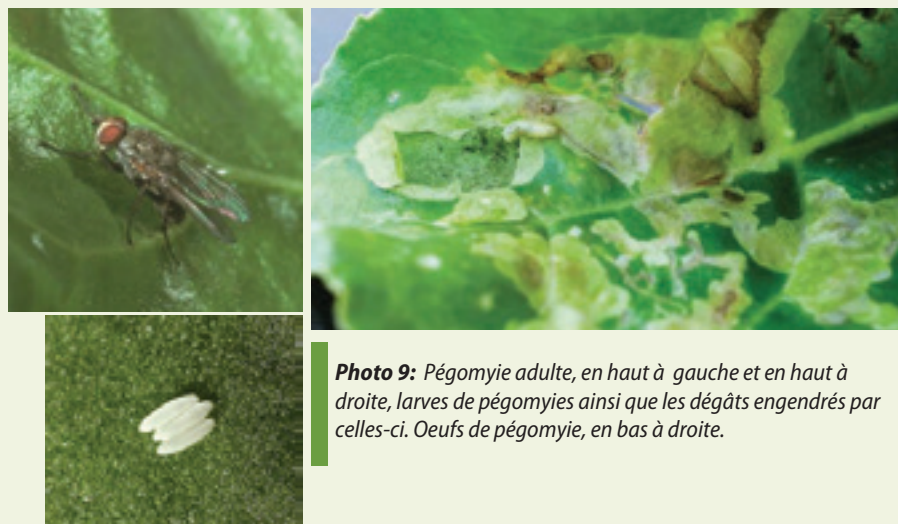 Photo 9: Pégomyie adulte, en haut à gauche et en haut à
droite, larves de pégomyies ainsi que les dégâts engendrés par
celles-ci. Oeufs de pégomyie, en bas à droite.